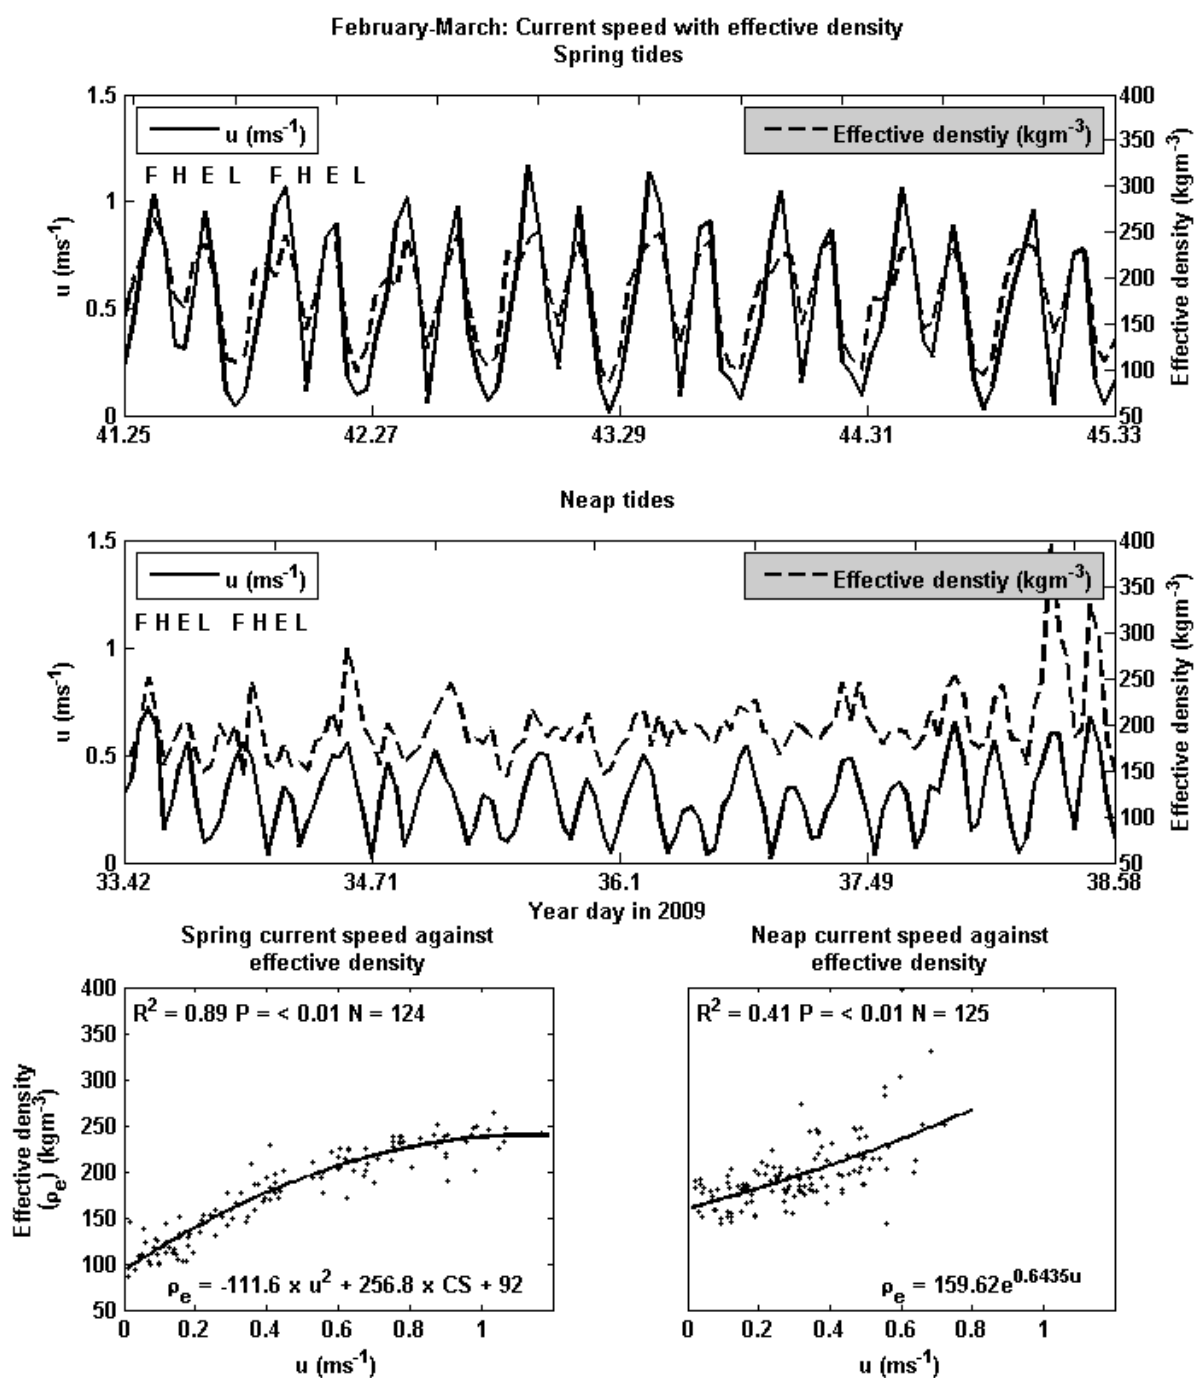 February-March: Current speed with effective density
Spring tides
1.5
1
0.5
0
u (ms⁻¹)
u (ms⁻¹)
F H E L F H E L
Effective denstiy (kgm⁻³)
400
350
300
250
200
150
100
50
Effective density (kgm⁻³)
41.25 42.27 43.29 44.31 45.33
Neap tides
1.5
1
0.5
0
u (ms⁻¹)
u (ms⁻¹)
F H E L F H E L
Effective denstiy (kgm⁻³)
400
350
300
250
200
150
100
50
Effective density (kgm⁻³)
33.42 34.71 36.1 37.49 38.58
Year day in 2009
Spring current speed against
effective density
400
350
300
250
200
150
100
50
Effective density
(ρₑ) (kgm⁻³)
R² = 0.89 P = < 0.01 N = 124
ρₑ = -111.6 x u² + 256.8 x CS + 92
0 0.2 0.4 0.6 0.8 1
u (ms⁻¹)
Neap current speed against
effective density
R² = 0.41 P = < 0.01 N = 125
ρₑ = 159.62e^0.6435u
0 0.2 0.4 0.6 0.8 1
u (ms⁻¹)